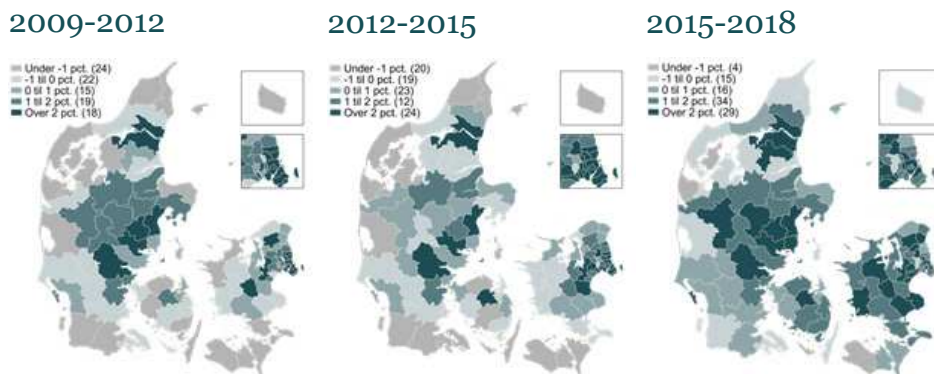 2009-2012
Under -1 pct. (24)
-1 til 0 pct. (22)
0 til 1 pct. (15)
1 til 2 pct. (19)
Over 2 pct. (18)
2012-2015
Under -1 pct. (20)
-1 til 0 pct. (19)
0 til 1 pct. (23)
1 til 2 pct. (12)
Over 2 pct. (24)
2015-2018
Under -1 pct. (4)
-1 til 0 pct. (15)
0 til 1 pct. (16)
1 til 2 pct. (34)
Over 2 pct. (29)